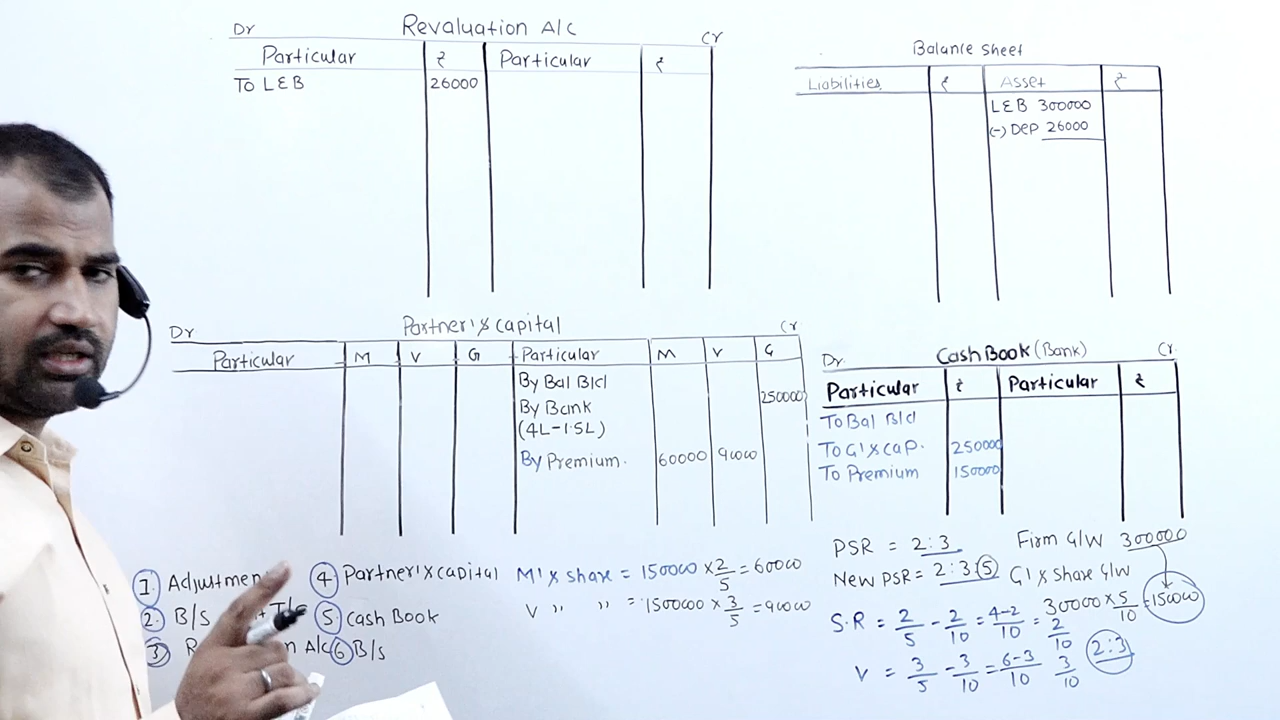 Dr Revaluation A/C Cr
Particular ₹ Particular ₹
To L&B 26000
Balance Sheet
Liabilities ₹ Asset ₹
L&B 300000
(-) Dep 26000
Dr Partner's Capital Cr
Particular M V G Particular M V G
By Bal B/d
By Bank 250000
(4L-1.5L)
By Premium. 60000 90000
Dr. Cash Book (Bank) Cr
Particular ₹ Particular ₹
To Bal B/d
To G's Cap. 250000
To Premium 150000
1. Adjustmen
2. B/S
3. R n A/c
4 Partner's Capital
5 Cash Book
6 B/s
M's Share = 150000 × 2/5 = 60000
V " " = 1500000 × 3/5 = 90000
PSR = 2:3
New PSR = 2:3:5
S.R = 2/5 - 2/10 = 4-2/10 = 2/10
V = 3/5 - 3/10 = 6-3/10 3/10
2:3
Firm G/W 300000
G's Share G/W
30000 × 5/10 = 150000